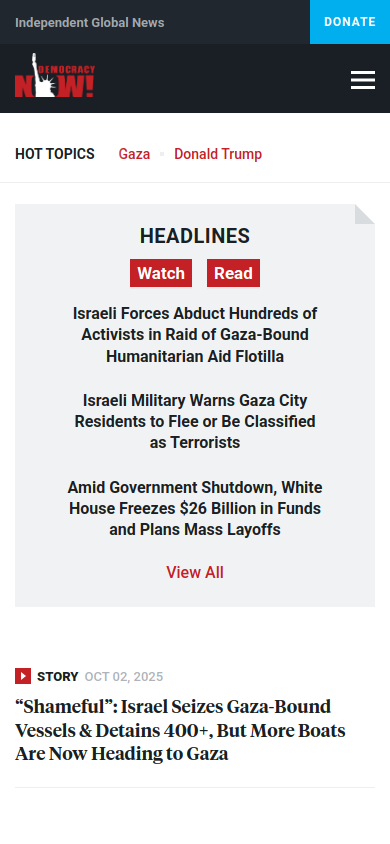 Independent Global News
DONATE
DEMOCRACY
NOW!
HOT TOPICS
Gaza
Donald Trump
HEADLINES
Watch
Read
Israeli Forces Abduct Hundreds of
Activists in Raid of Gaza-Bound
Humanitarian Aid Flotilla
Israeli Military Warns Gaza City
Residents to Flee or Be Classified
as Terrorists
Amid Government Shutdown, White
House Freezes $26 Billion in Funds
and Plans Mass Layoffs
View All
STORY OCT 02, 2025
“Shameful”: Israel Seizes Gaza-Bound
Vessels & Detains 400+, But More Boats
Are Now Heading to Gaza